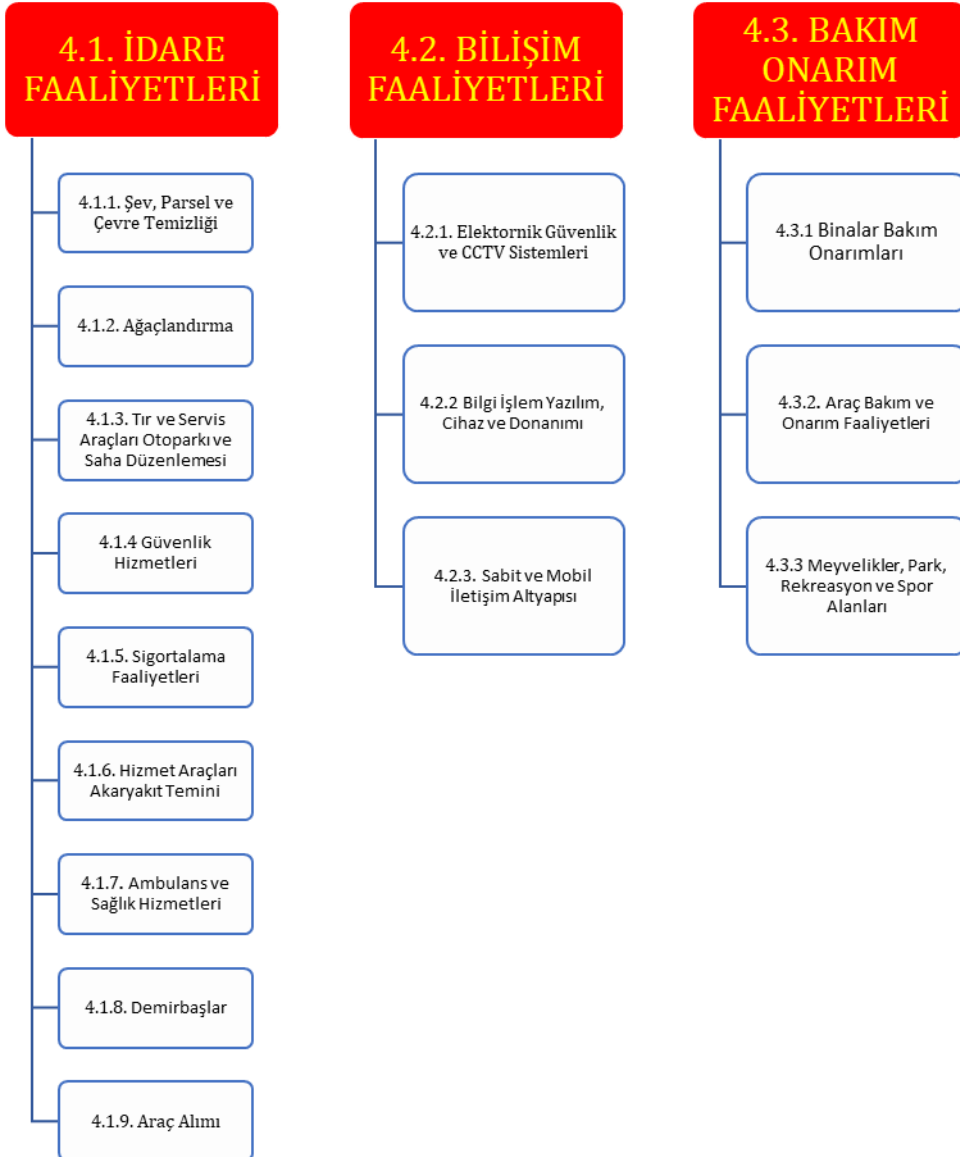 4.1. İDARE
FAALİYETLERİ
4.1.1. Şev, Parsel ve
Çevre Temizliği
4.1.2. Ağaçlandırma
4.1.3. Tır ve Servis
Araçları Otoparkı ve
Saha Düzenlemesi
4.1.4 Güvenlik
Hizmetleri
4.1.5. Sigortalama
Faaliyetleri
4.1.6. Hizmet Araçları
Akaryakıt Temini
4.1.7. Ambulans ve
Sağlık Hizmetleri
4.1.8. Demirbaşlar
4.1.9. Araç Alımı
4.2. BİLİŞİM
FAALİYETLERİ
4.2.1. Elektornik Güvenlik
ve CCTV Sistemleri
4.2.2 Bilgi İşlem Yazılım,
Cihaz ve Donanımı
4.2.3. Sabit ve Mobil
İletişim Altyapısı
4.3. BAKIM
ONARIM
FAALİYETLERİ
4.3.1 Binalar Bakım
Onarımları
4.3.2. Araç Bakım ve
Onarım Faaliyetleri
4.3.3 Meyvelikler, Park,
Rekreasyon ve Spor
Alanları